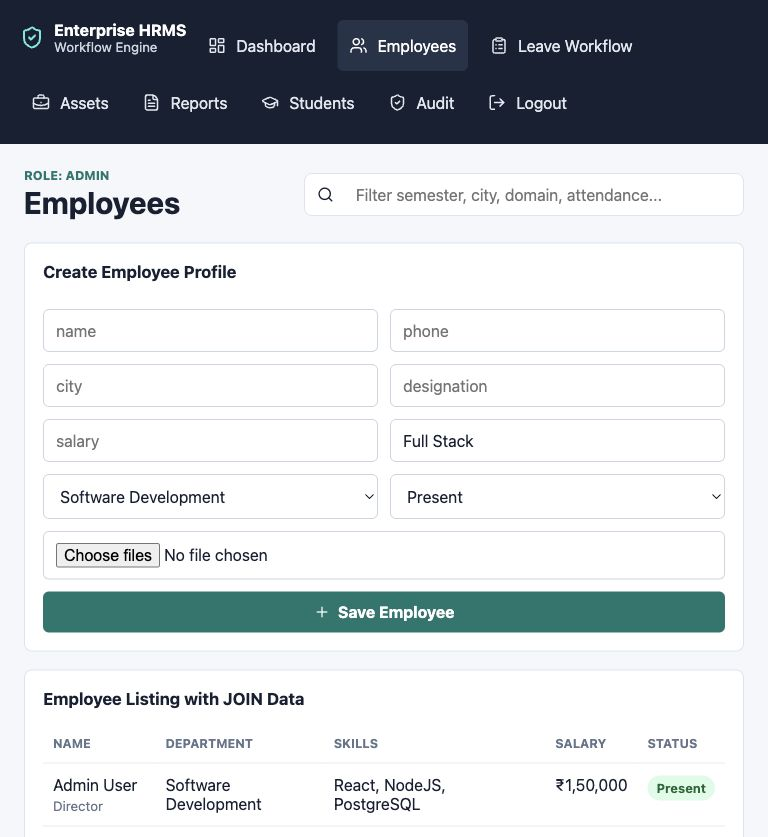 Enterprise HRMS
Workflow Engine
Dashboard
Employees
Leave Workflow
Assets
Reports
Students
Audit
Logout
ROLE: ADMIN
Employees
Filter semester, city, domain, attendance...
Create Employee Profile
name
phone
city
designation
salary
Full Stack
Software Development
Present
Choose files No file chosen
+ Save Employee
Employee Listing with JOIN Data
NAME DEPARTMENT SKILLS SALARY STATUS
Admin User Software React, NodeJS, ₹1,50,000 Present
Director Development PostgreSQL